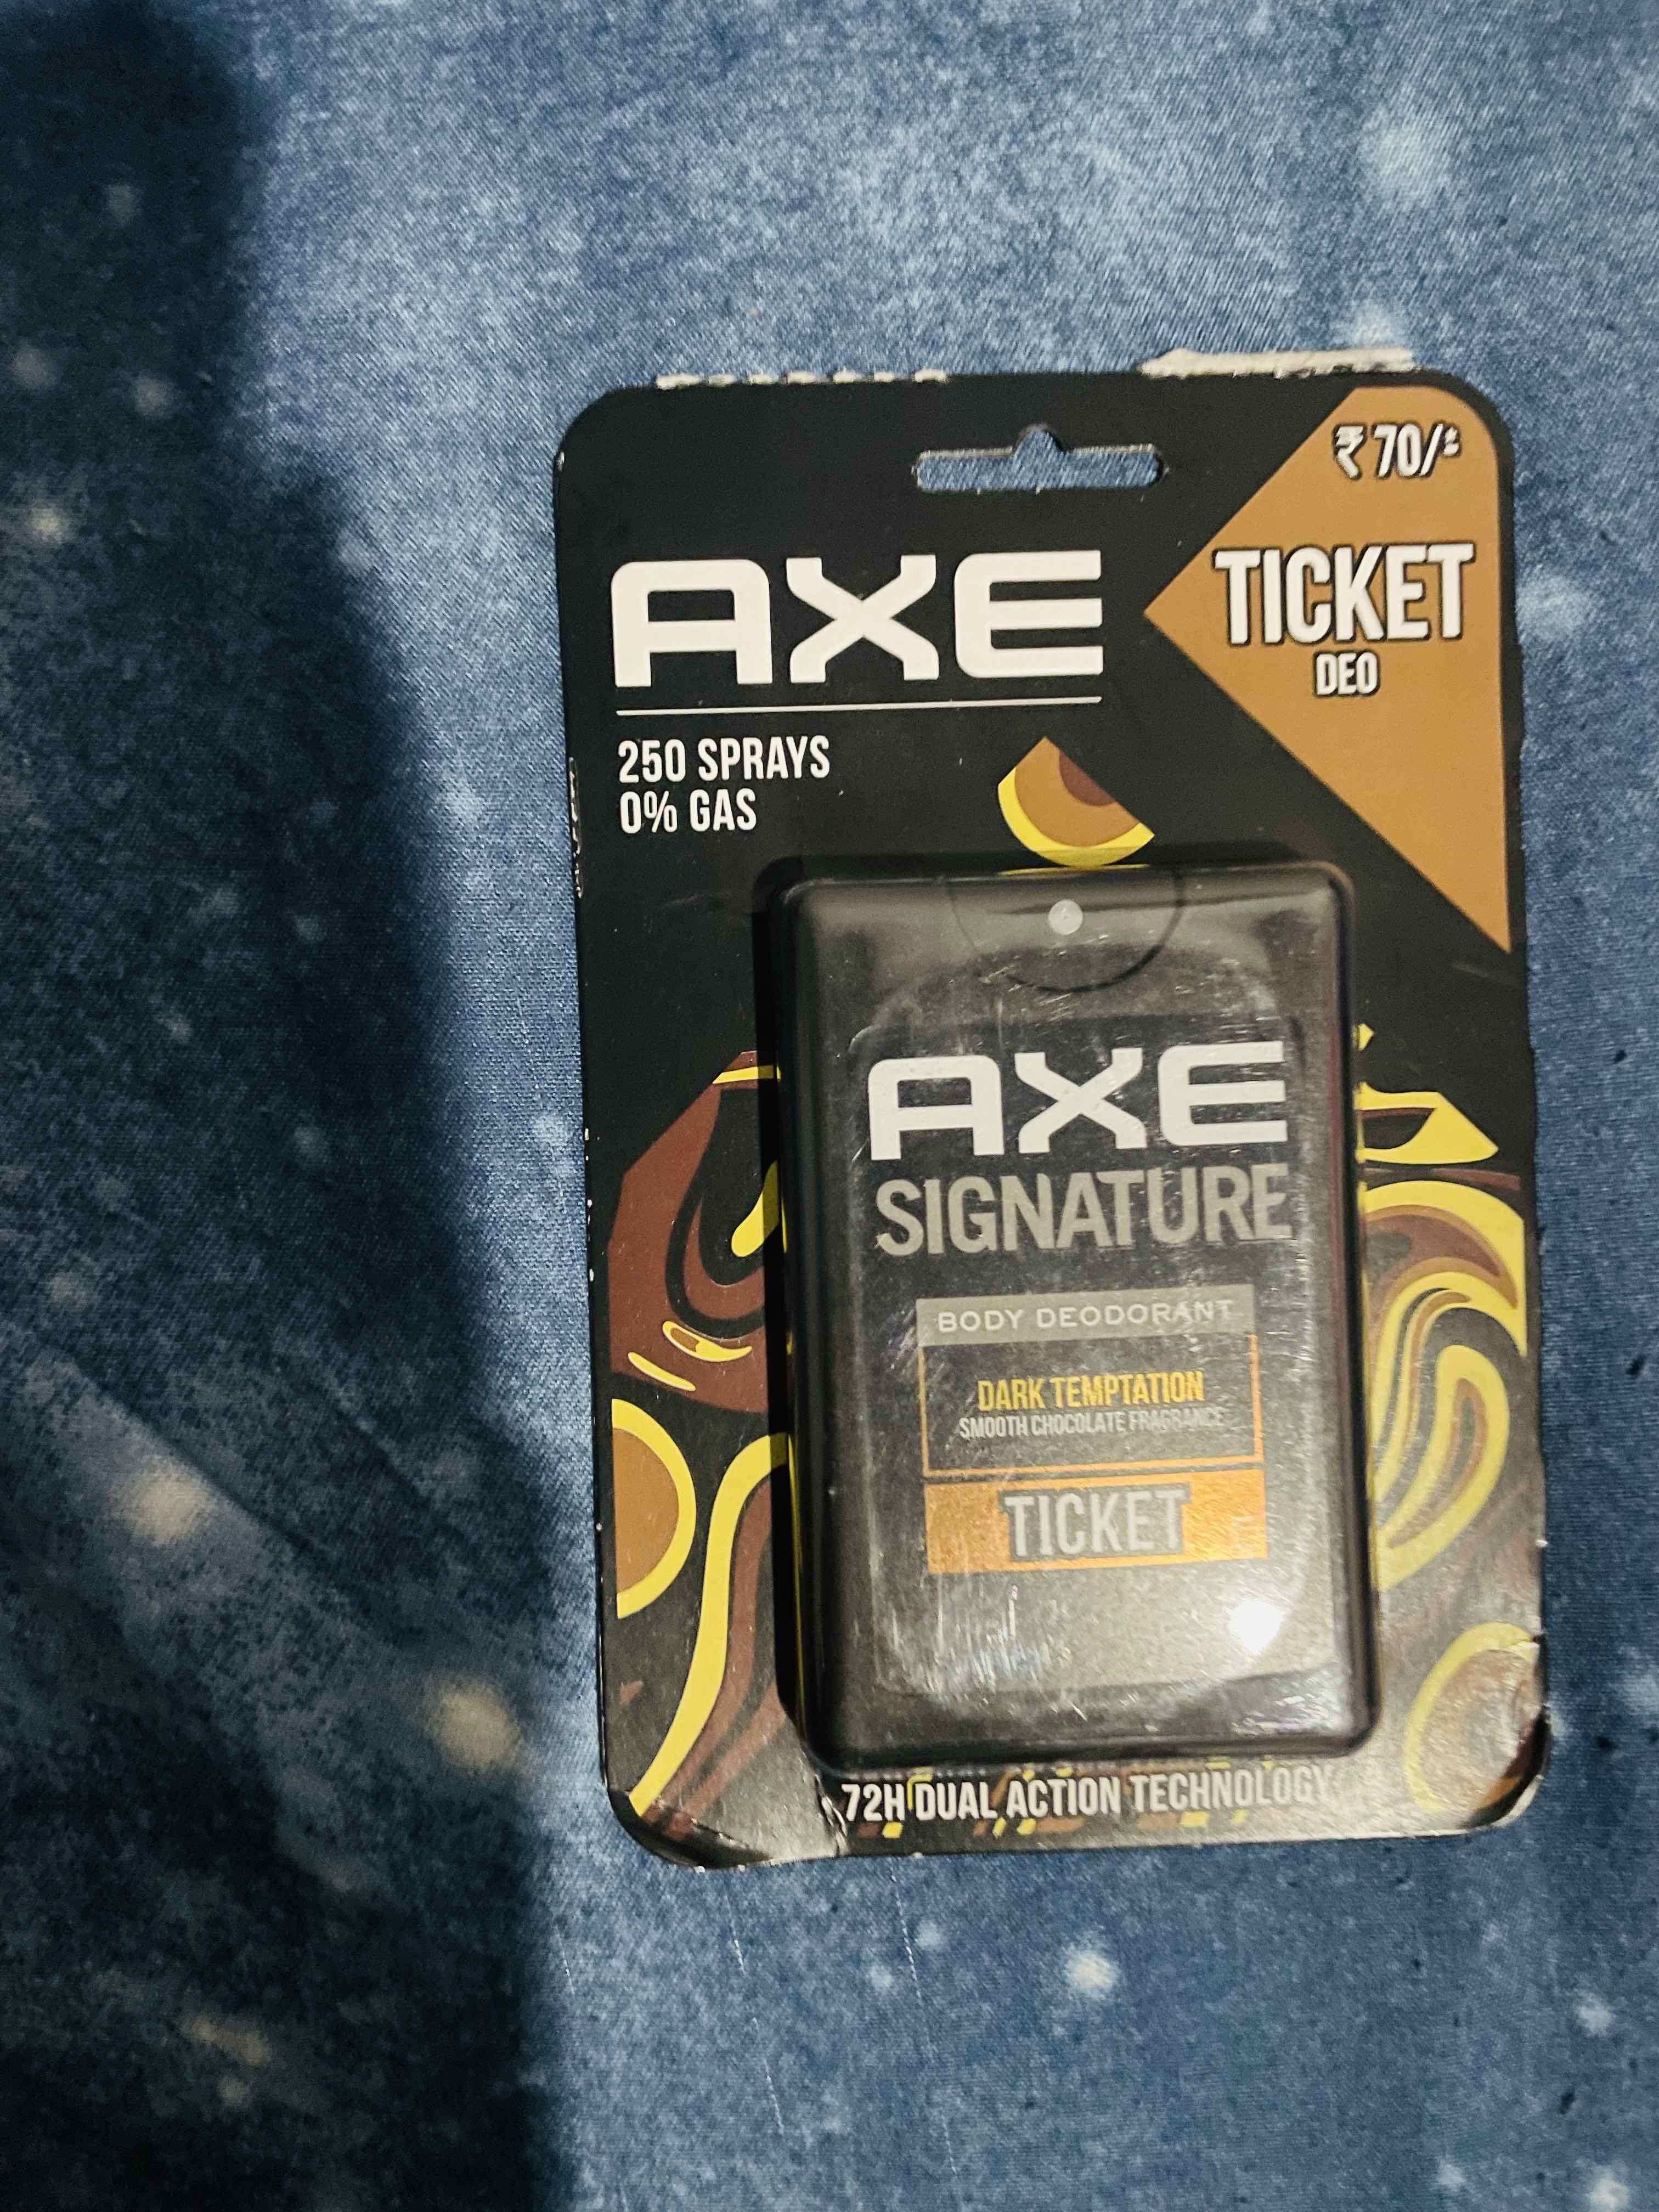 ₹ 70/*
TICKET
DEO
AXE
250 SPRAYS
0% GAS
AXE
SIGNATURE
BODY DEODORANT
DARK TEMPTATION
SMOOTH CHOCOLATE FRAGRANCE
TICKET
72H DUAL ACTION TECHNOLOGY